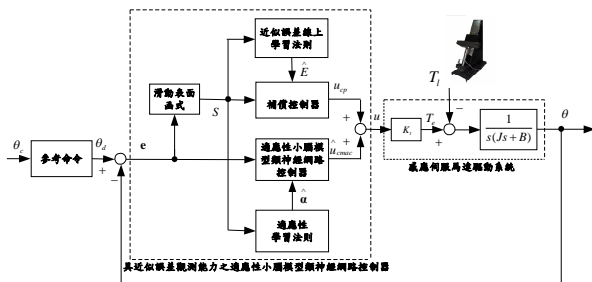 近似誤差線上
學習法則
Ê
u_cp
滑動表面
函式
S
補償控制器
T_l
θ_c
參考命令
θ_d
+
−
e
適應性小腦模
型類神經網路
控制器
û_cmac
+
+
u
K_t
T_e
−
+
1
s(Js+B)
θ
α̂
適應性
學習法則
感應伺服馬達驅動系統
具近似誤差觀測能力之適應性小腦模型類神經網路控制器